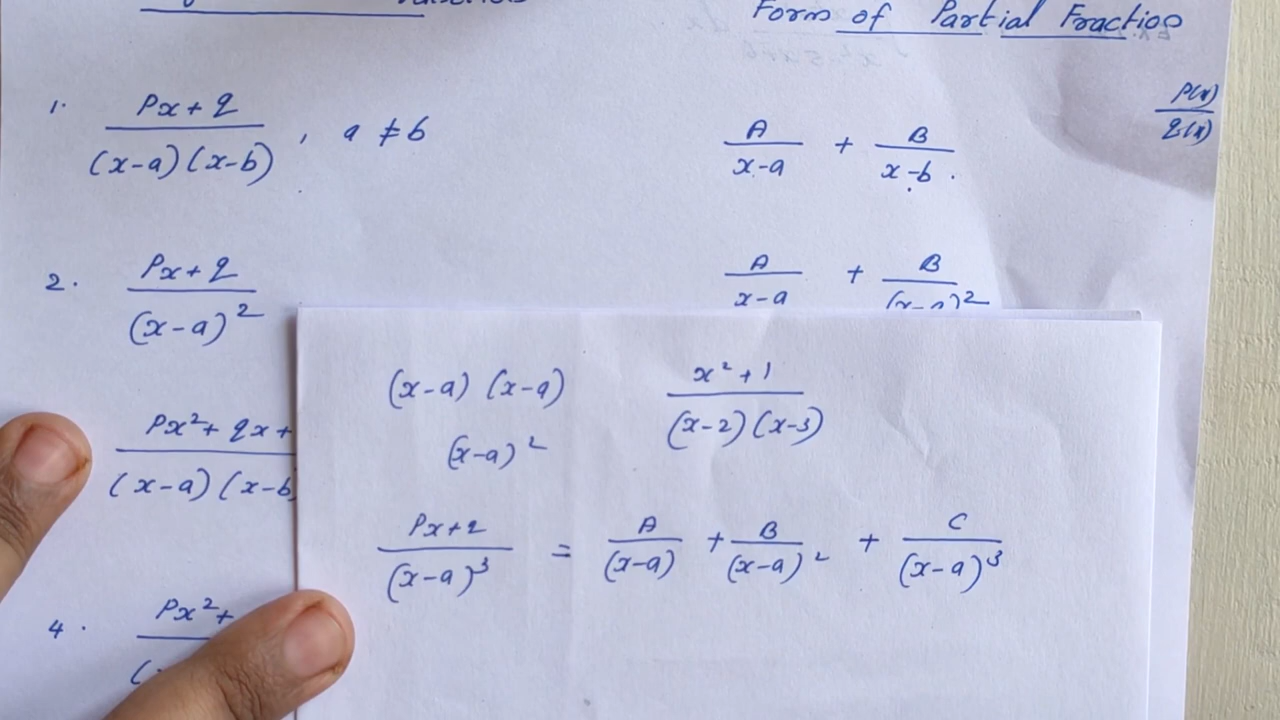 Form of Partial Fraction
P(x)/q(x)
1. Px+q/(x-a)(x-b), a ≠ b A/x-a + B/x-b.
2. Px+q/(x-a)² A/x-a + B/(x-a)²
(x-a) (x-a) x²+1/(x-2)(x-3)
(x-a)²
Px²+qx+/(x-a)(x-b
Px+q/(x-a)³ = A/(x-a) + B/(x-a)² + C/(x-a)³
4. Px²+/(